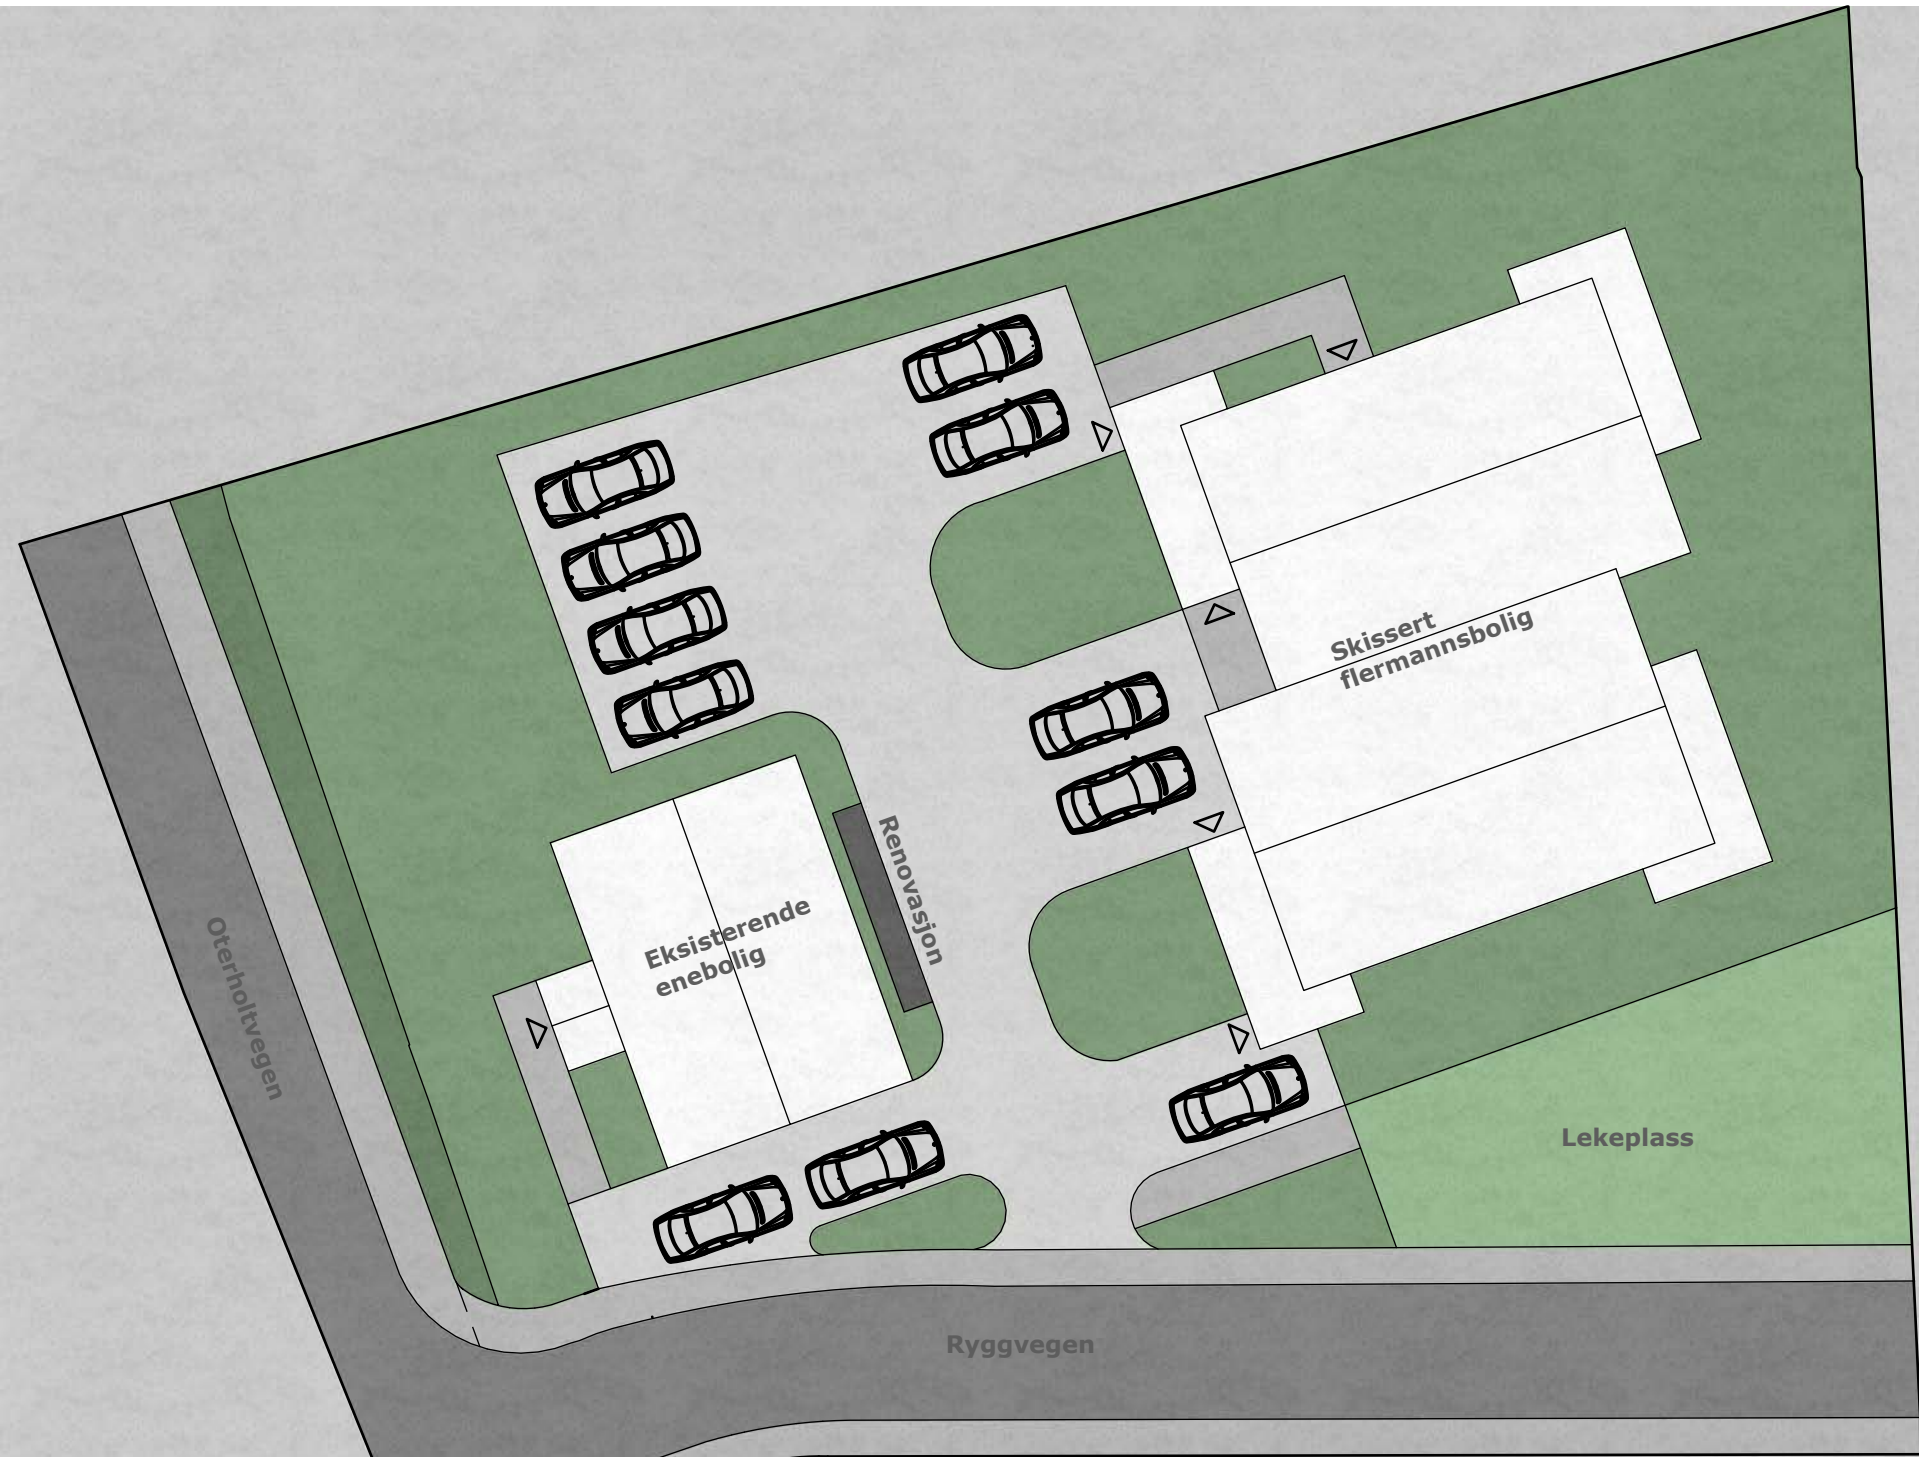 Skissert
flermannsbolig
Renovasjon
Eksisterende
enebolig
Oterholtvegen
Lekeplass
Ryggvegen